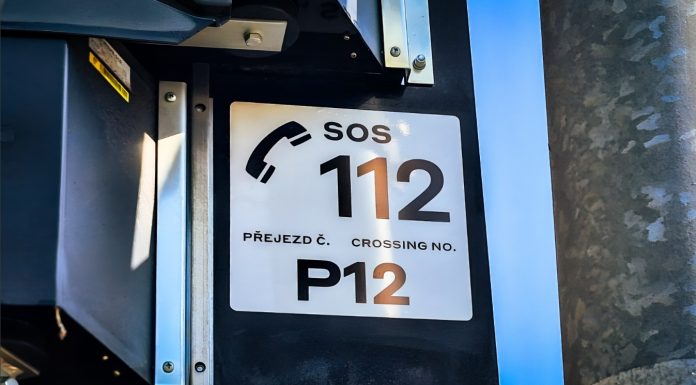 SOS
112
PŘEJEZD Č. CROSSING NO.
P12